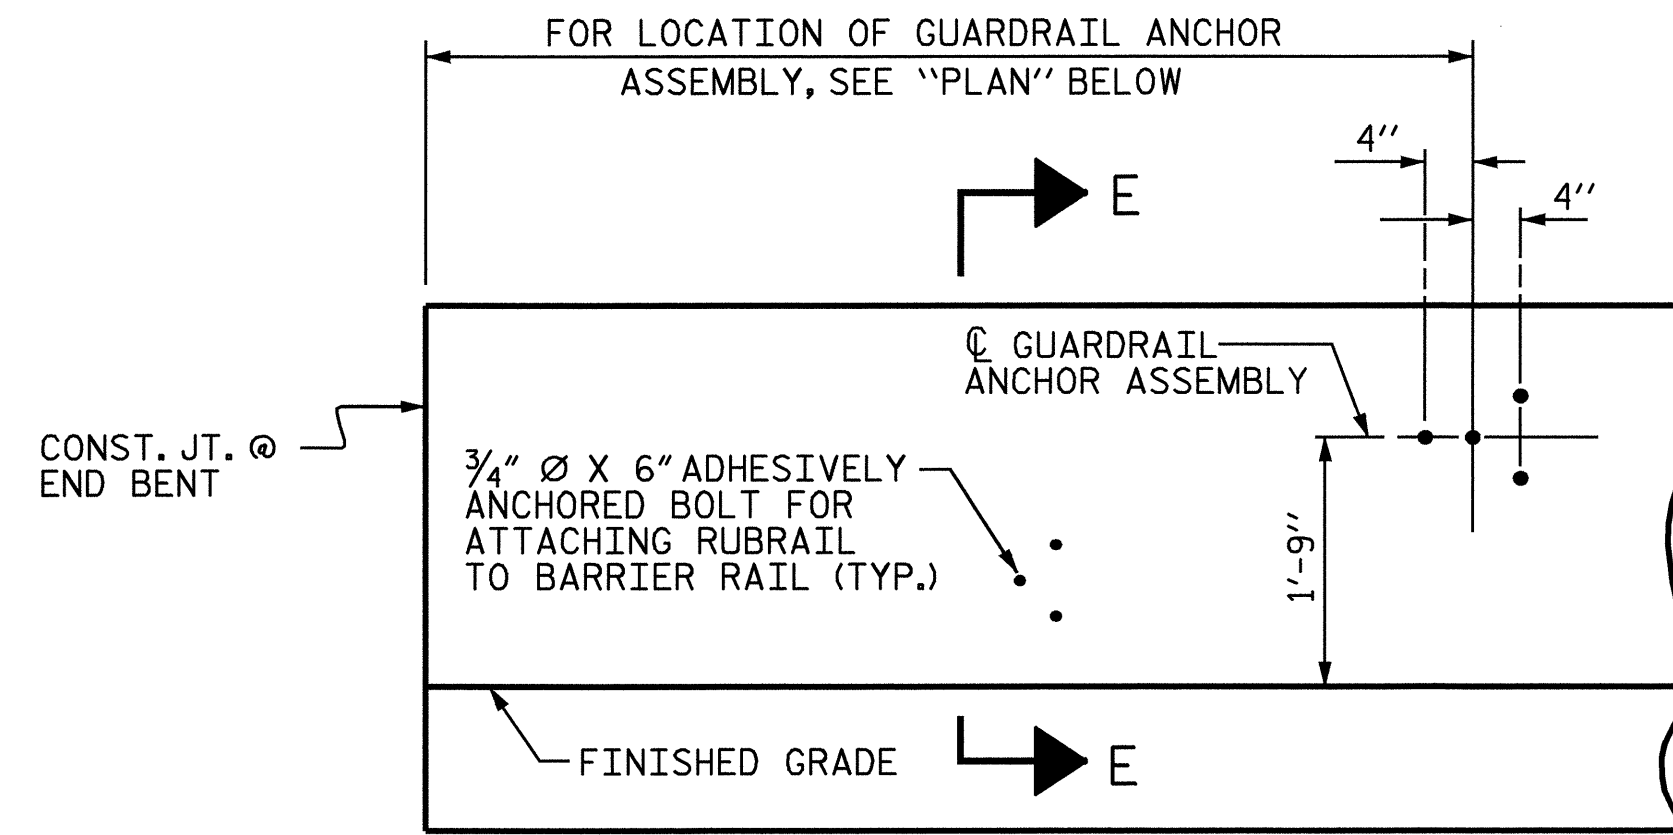 FOR LOCATION OF GUARDRAIL ANCHOR
ASSEMBLY, SEE "PLAN" BELOW
4"
4"
E
℄ GUARDRAIL
ANCHOR ASSEMBLY
CONST. JT. @
END BENT
3/4" Ø X 6" ADHESIVELY
ANCHORED BOLT FOR
ATTACHING RUBRAIL
TO BARRIER RAIL (TYP.)
1'-9"
FINISHED GRADE
E